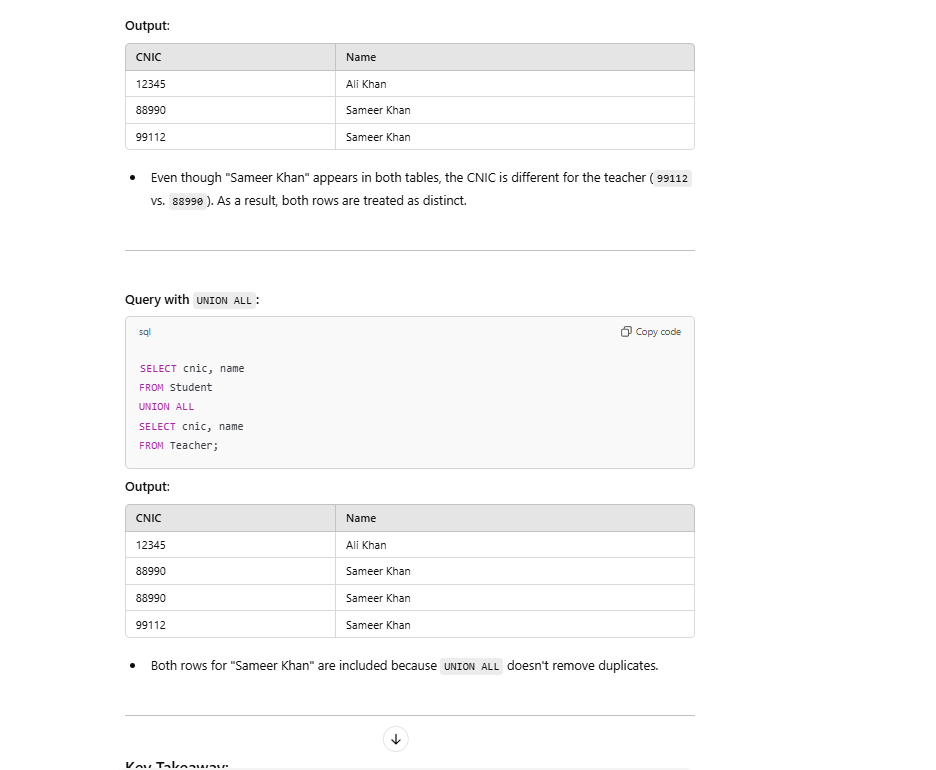 Output:
CNIC Name
12345 Ali Khan
88990 Sameer Khan
99112 Sameer Khan
Even though "Sameer Khan" appears in both tables, the CNIC is different for the teacher ( 99112
vs. 88990 ). As a result, both rows are treated as distinct.
Query with UNION ALL :
sql Copy code
SELECT cnic, name
FROM Student
UNION ALL
SELECT cnic, name
FROM Teacher;
Output:
CNIC Name
12345 Ali Khan
88990 Sameer Khan
88990 Sameer Khan
99112 Sameer Khan
Both rows for "Sameer Khan" are included because UNION ALL doesn't remove duplicates.
Key Takeaway: